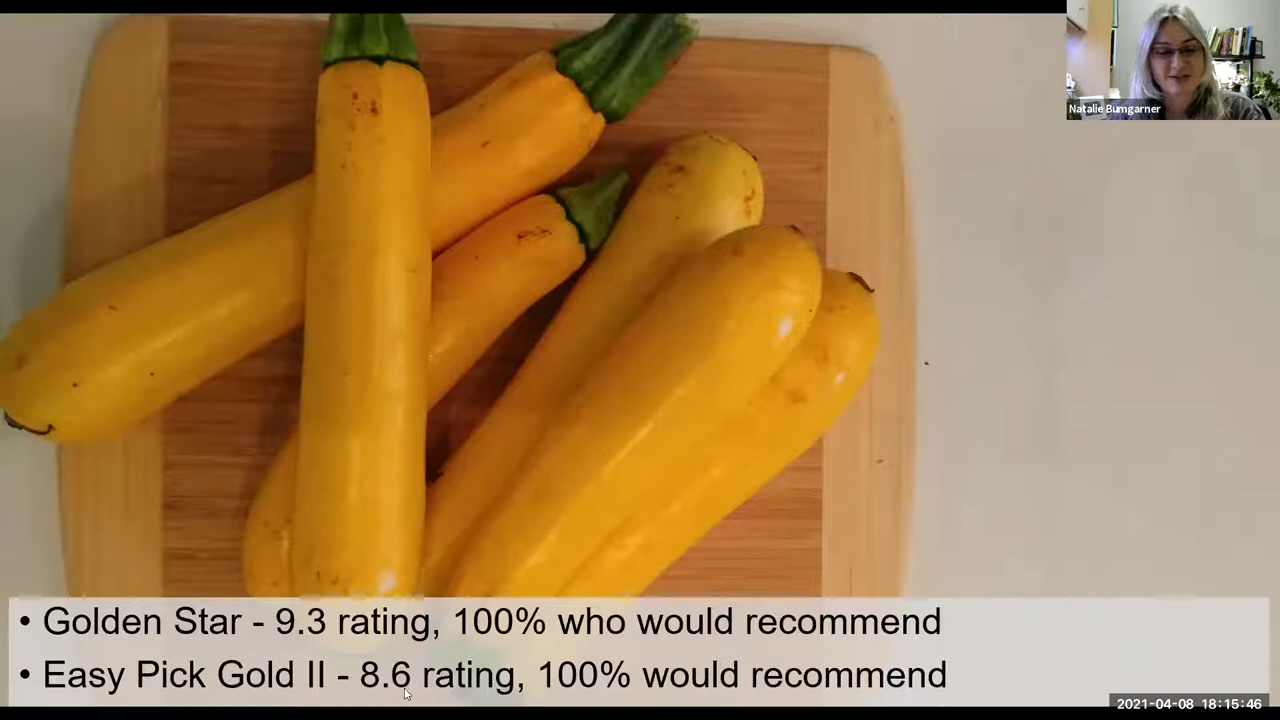 Natalie Bumgarner
• Golden Star - 9.3 rating, 100% who would recommend
• Easy Pick Gold II - 8.6 rating, 100% would recommend
2021-04-08 18:15:46